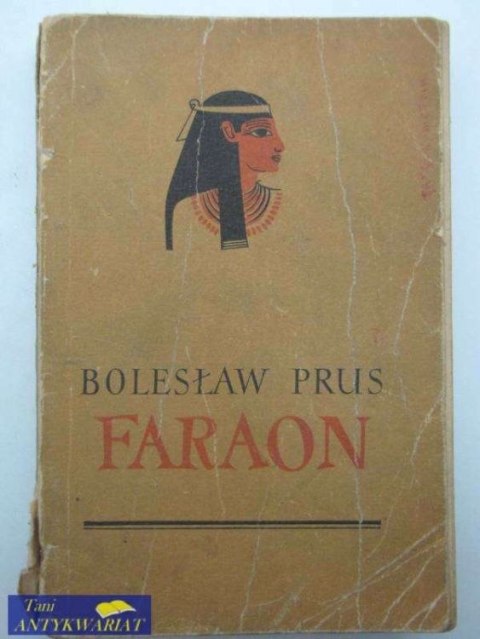 BOLESŁAW PRUS
FARAON
Tani
ANTYKWARIAT